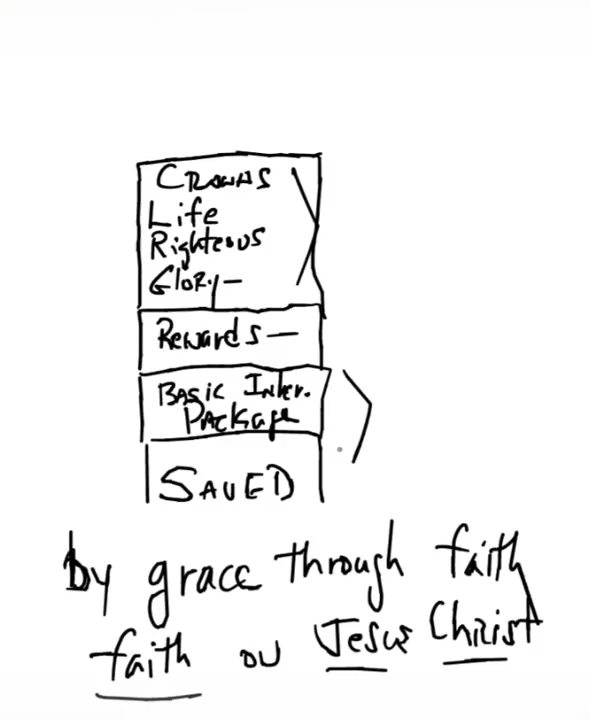 CROWNS
Life
Righteous
Glory—
Rewards—
BASIC Inher.
PACKage
SAVED
by grace through faith
faith on Jesus Christ